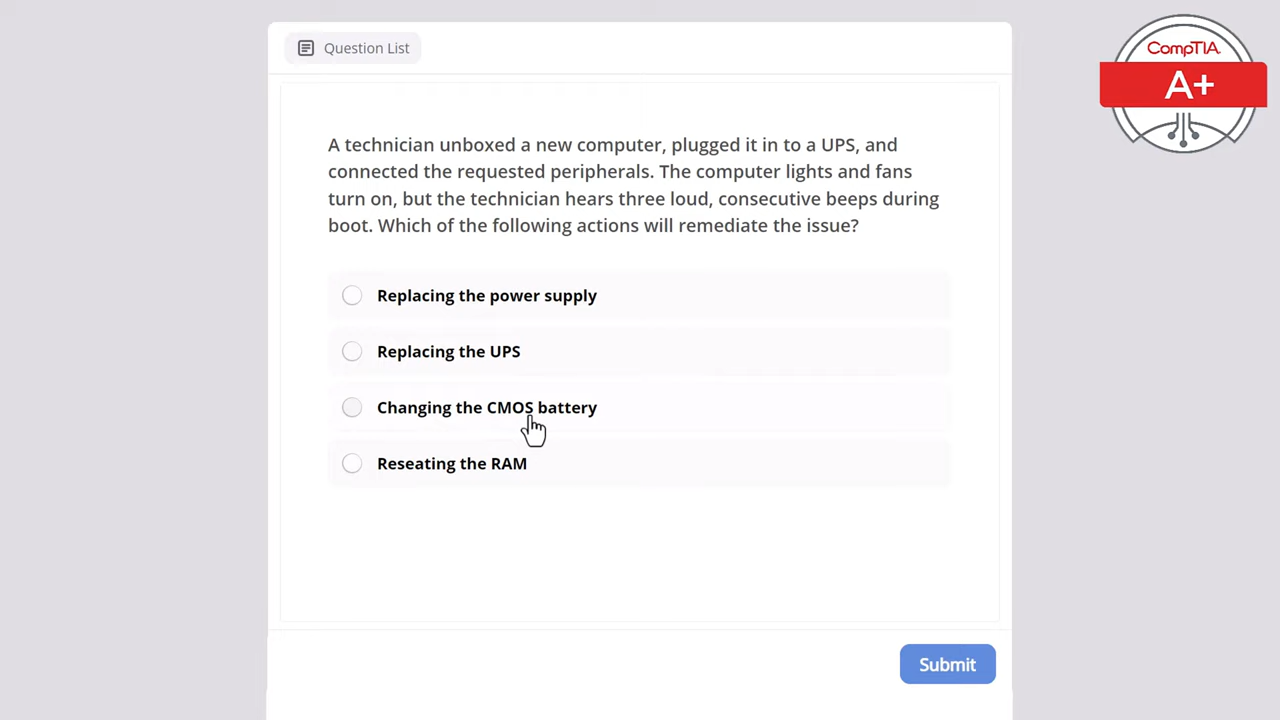 Question List
CompTIA.
A+
A technician unboxed a new computer, plugged it in to a UPS, and
connected the requested peripherals. The computer lights and fans
turn on, but the technician hears three loud, consecutive beeps during
boot. Which of the following actions will remediate the issue?
Replacing the power supply
Replacing the UPS
Changing the CMOS battery
Reseating the RAM
Submit